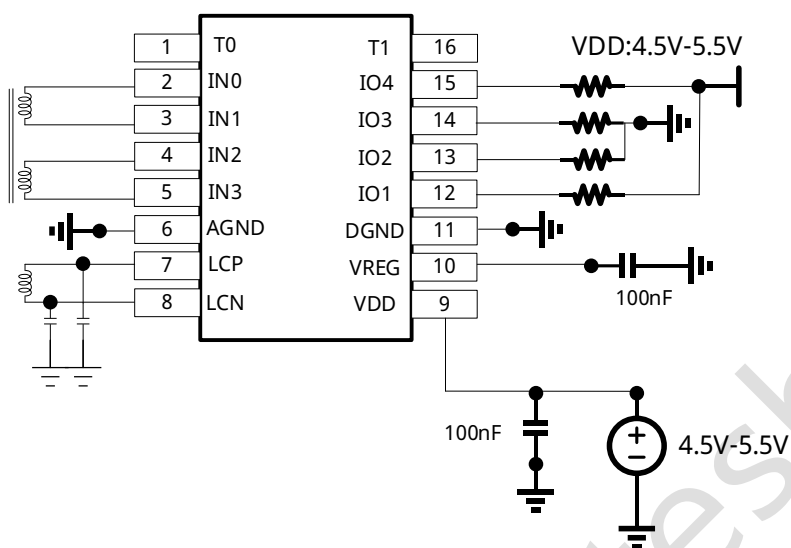 VDD:4.5V-5.5V
1 T0 T1 16
2 IN0 IO4 15
3 IN1 IO3 14
4 IN2 IO2 13
5 IN3 IO1 12
6 AGND DGND 11
7 LCP VREG 10
8 LCN VDD 9
100nF
100nF
4.5V-5.5V